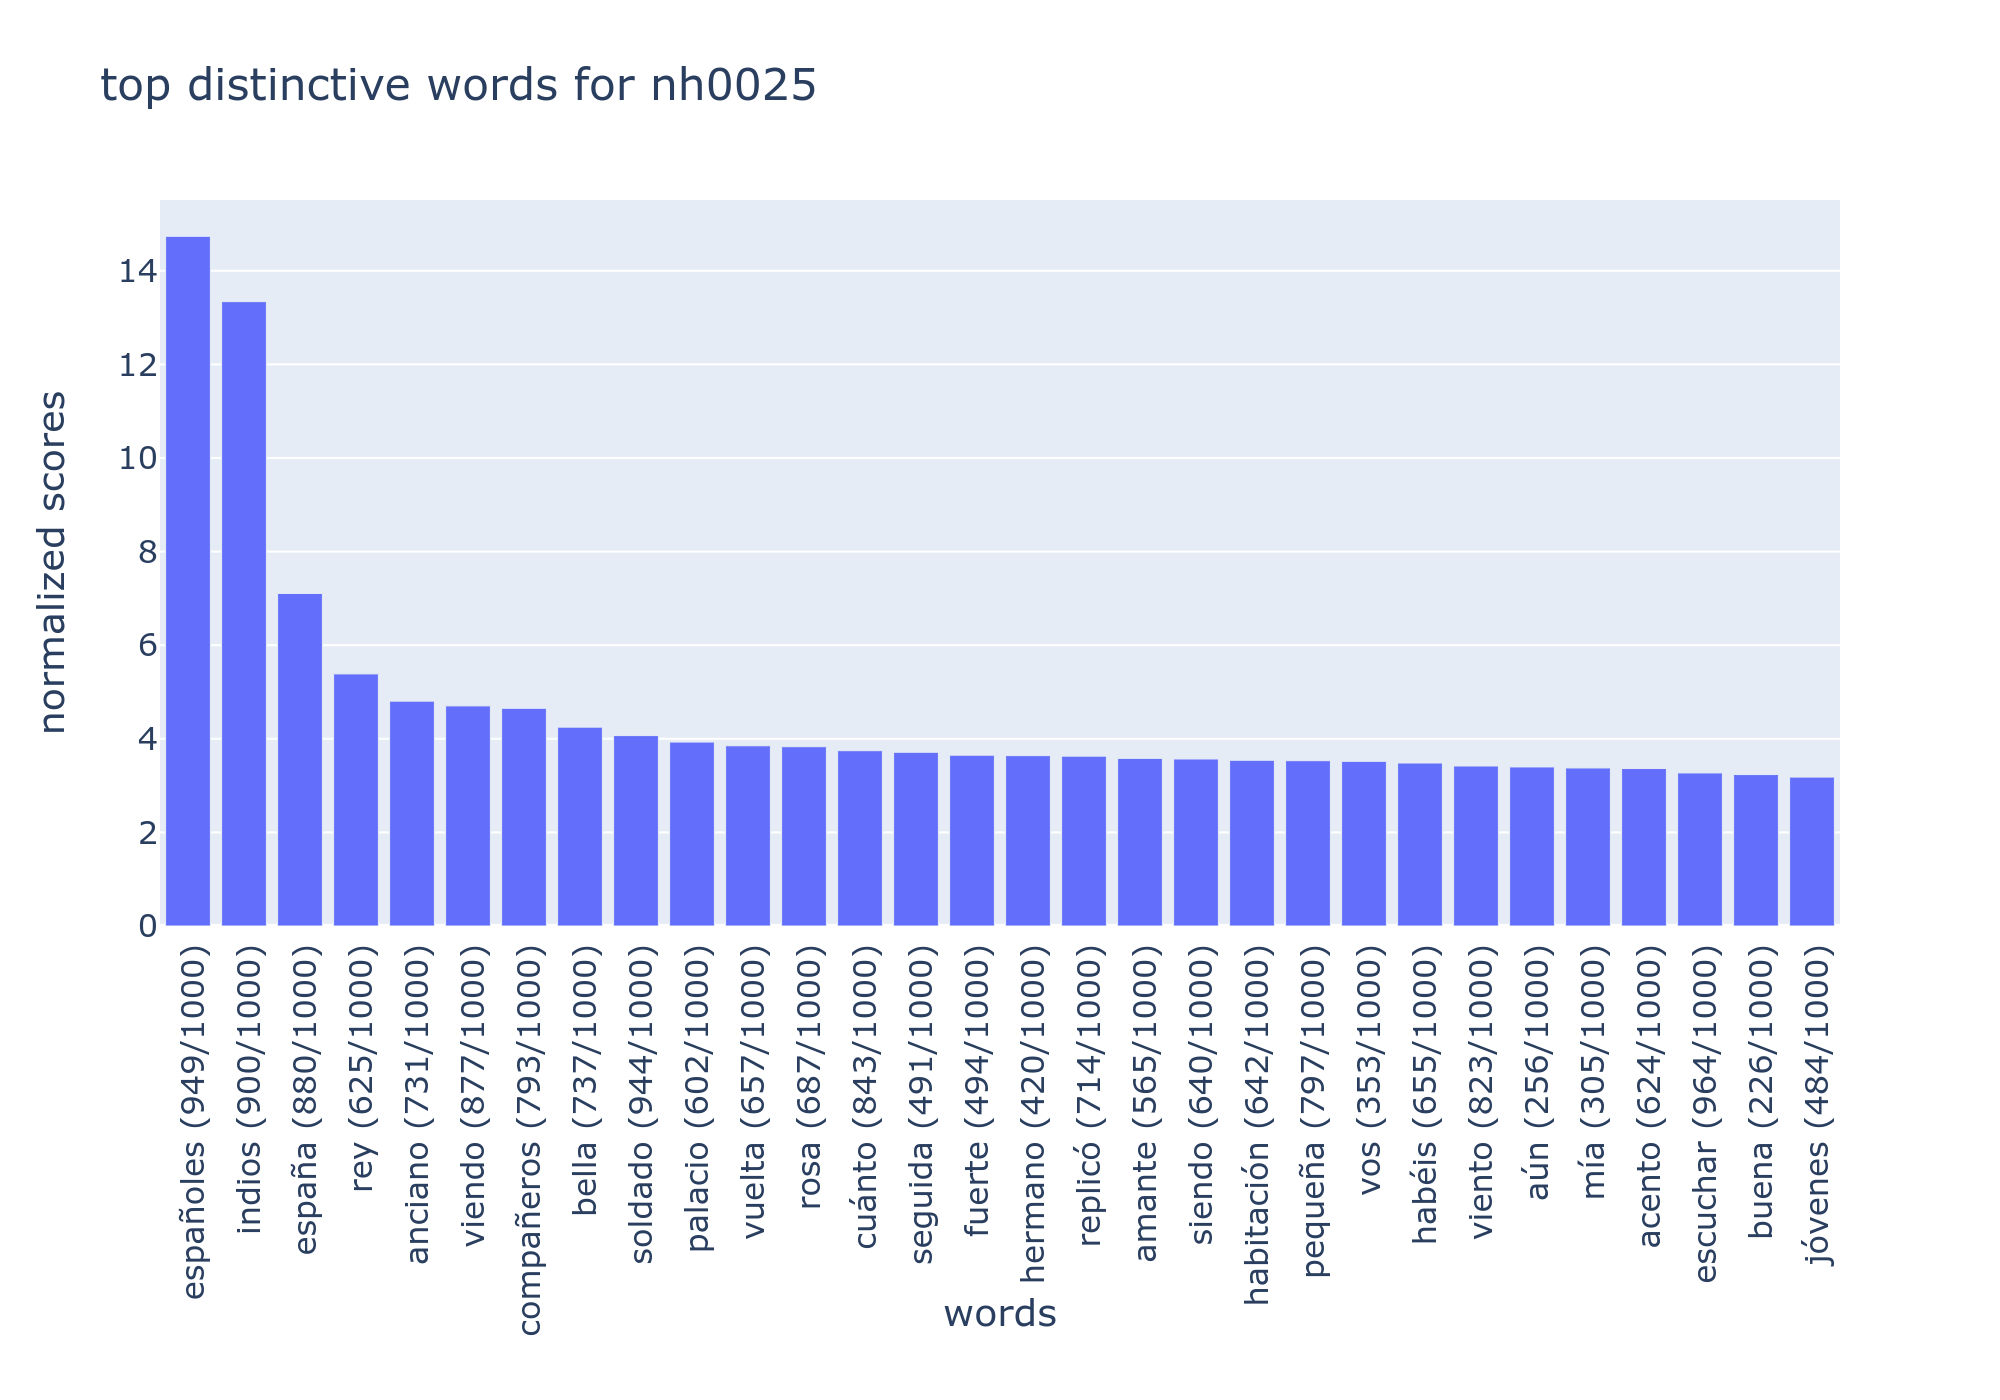 top distinctive words for nh0025
normalized scores
14
12
10
8
6
4
2
0
españoles (949/1000)
indios (900/1000)
españa (880/1000)
rey (625/1000)
anciano (731/1000)
viendo (877/1000)
compañeros (793/1000)
bella (737/1000)
soldado (944/1000)
palacio (602/1000)
vuelta (657/1000)
rosa (687/1000)
cuánto (843/1000)
seguida (491/1000)
fuerte (494/1000)
hermano (420/1000)
replicó (714/1000)
amante (565/1000)
siendo (640/1000)
habitación (642/1000)
pequeña (797/1000)
vos (353/1000)
habéis (655/1000)
viento (823/1000)
aún (256/1000)
mía (305/1000)
acento (624/1000)
escuchar (964/1000)
buena (226/1000)
jóvenes (484/1000)
words